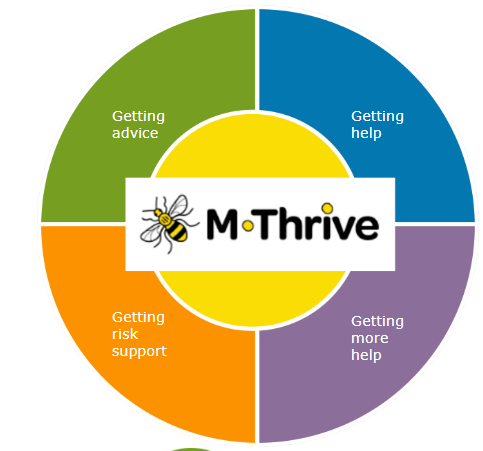 Getting
advice
Getting
help
M•Thrive
Getting
risk
support
Getting
more
help